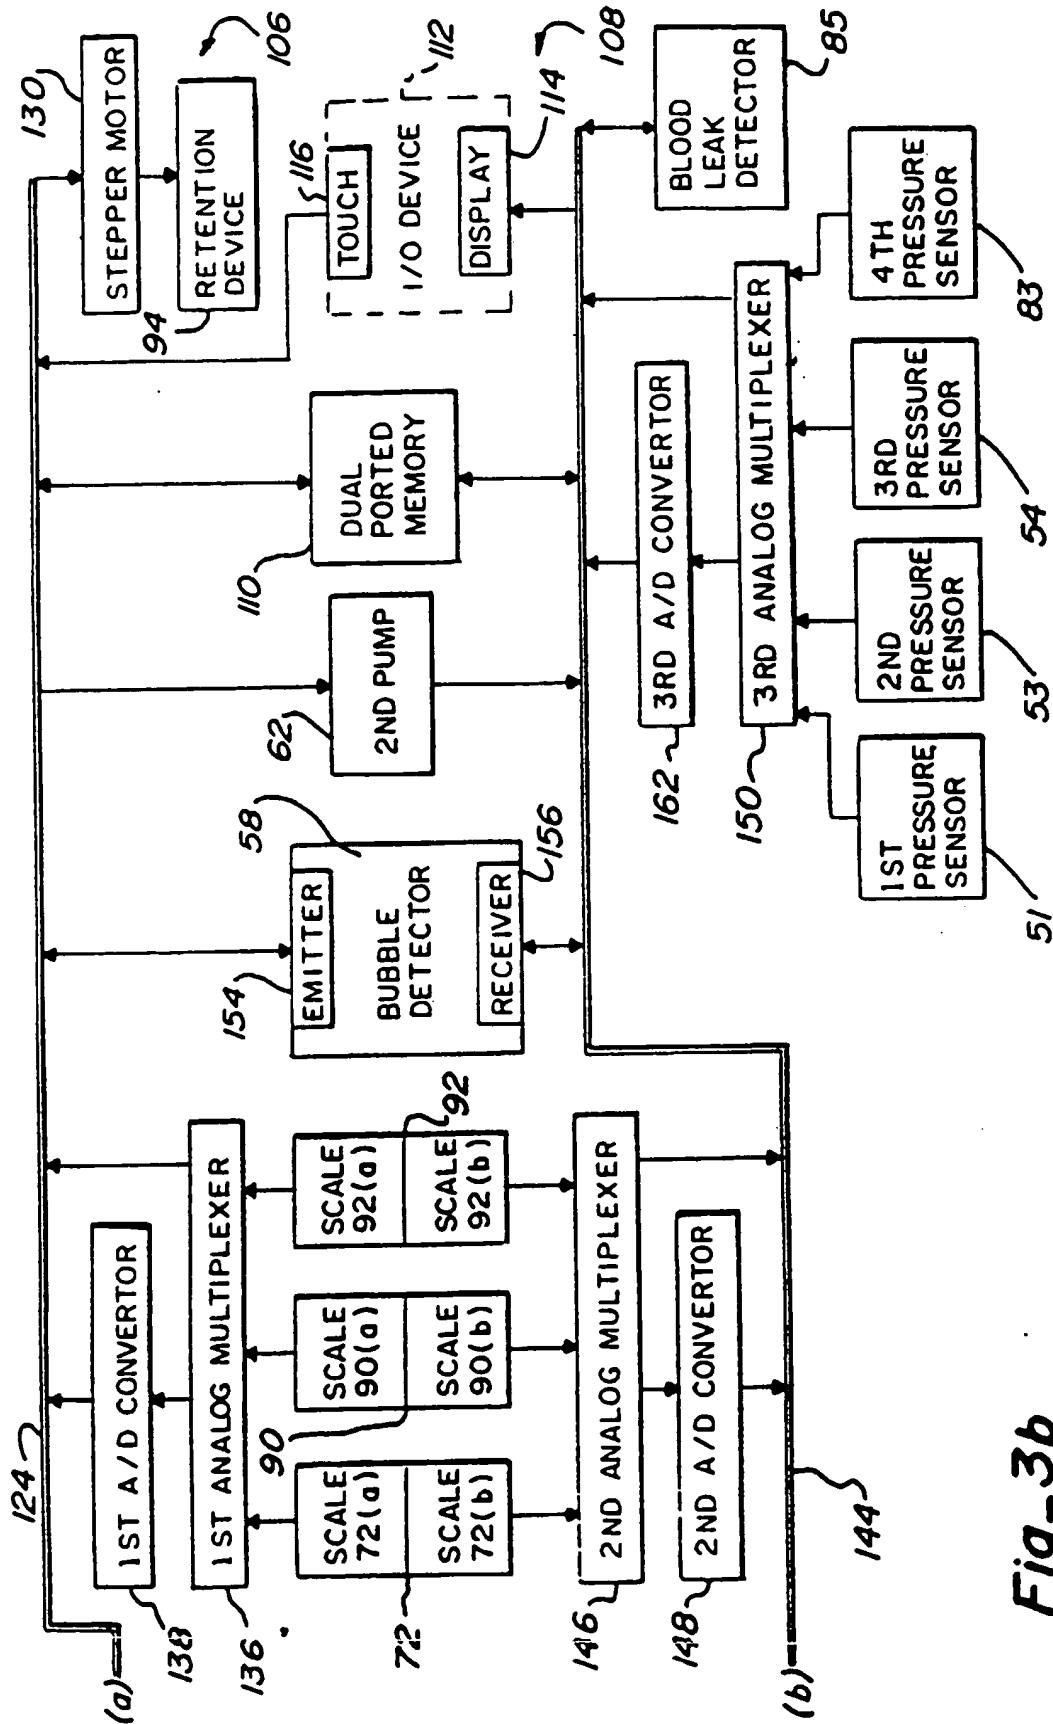 124
(a)
138
1ST A/D CONVERTOR
136
1ST ANALOG MULTIPLEXER
SCALE
72(a)
SCALE
72(b)
72
SCALE
90(a)
SCALE
90(b)
90
SCALE
92(a)
SCALE
92(b)
92
146
2ND ANALOG MULTIPLEXER
148
2ND A/D CONVERTOR
(b)
144
154
EMITTER
58
BUBBLE
DETECTOR
RECEIVER
156
62
2ND PUMP
110
DUAL
PORTED
MEMORY
130
STEPPER MOTOR
94
RETENTION
DEVICE
106
116
TOUCH
I/O DEVICE
112
DISPLAY
114
108
BLOOD
LEAK
DETECTOR
85
162
3RD A/D CONVERTOR
150
3RD ANALOG MULTIPLEXER
1ST
PRESSURE
SENSOR
51
2ND
PRESSURE
SENSOR
53
3RD
PRESSURE
SENSOR
54
4TH
PRESSURE
SENSOR
83
Fig-3b